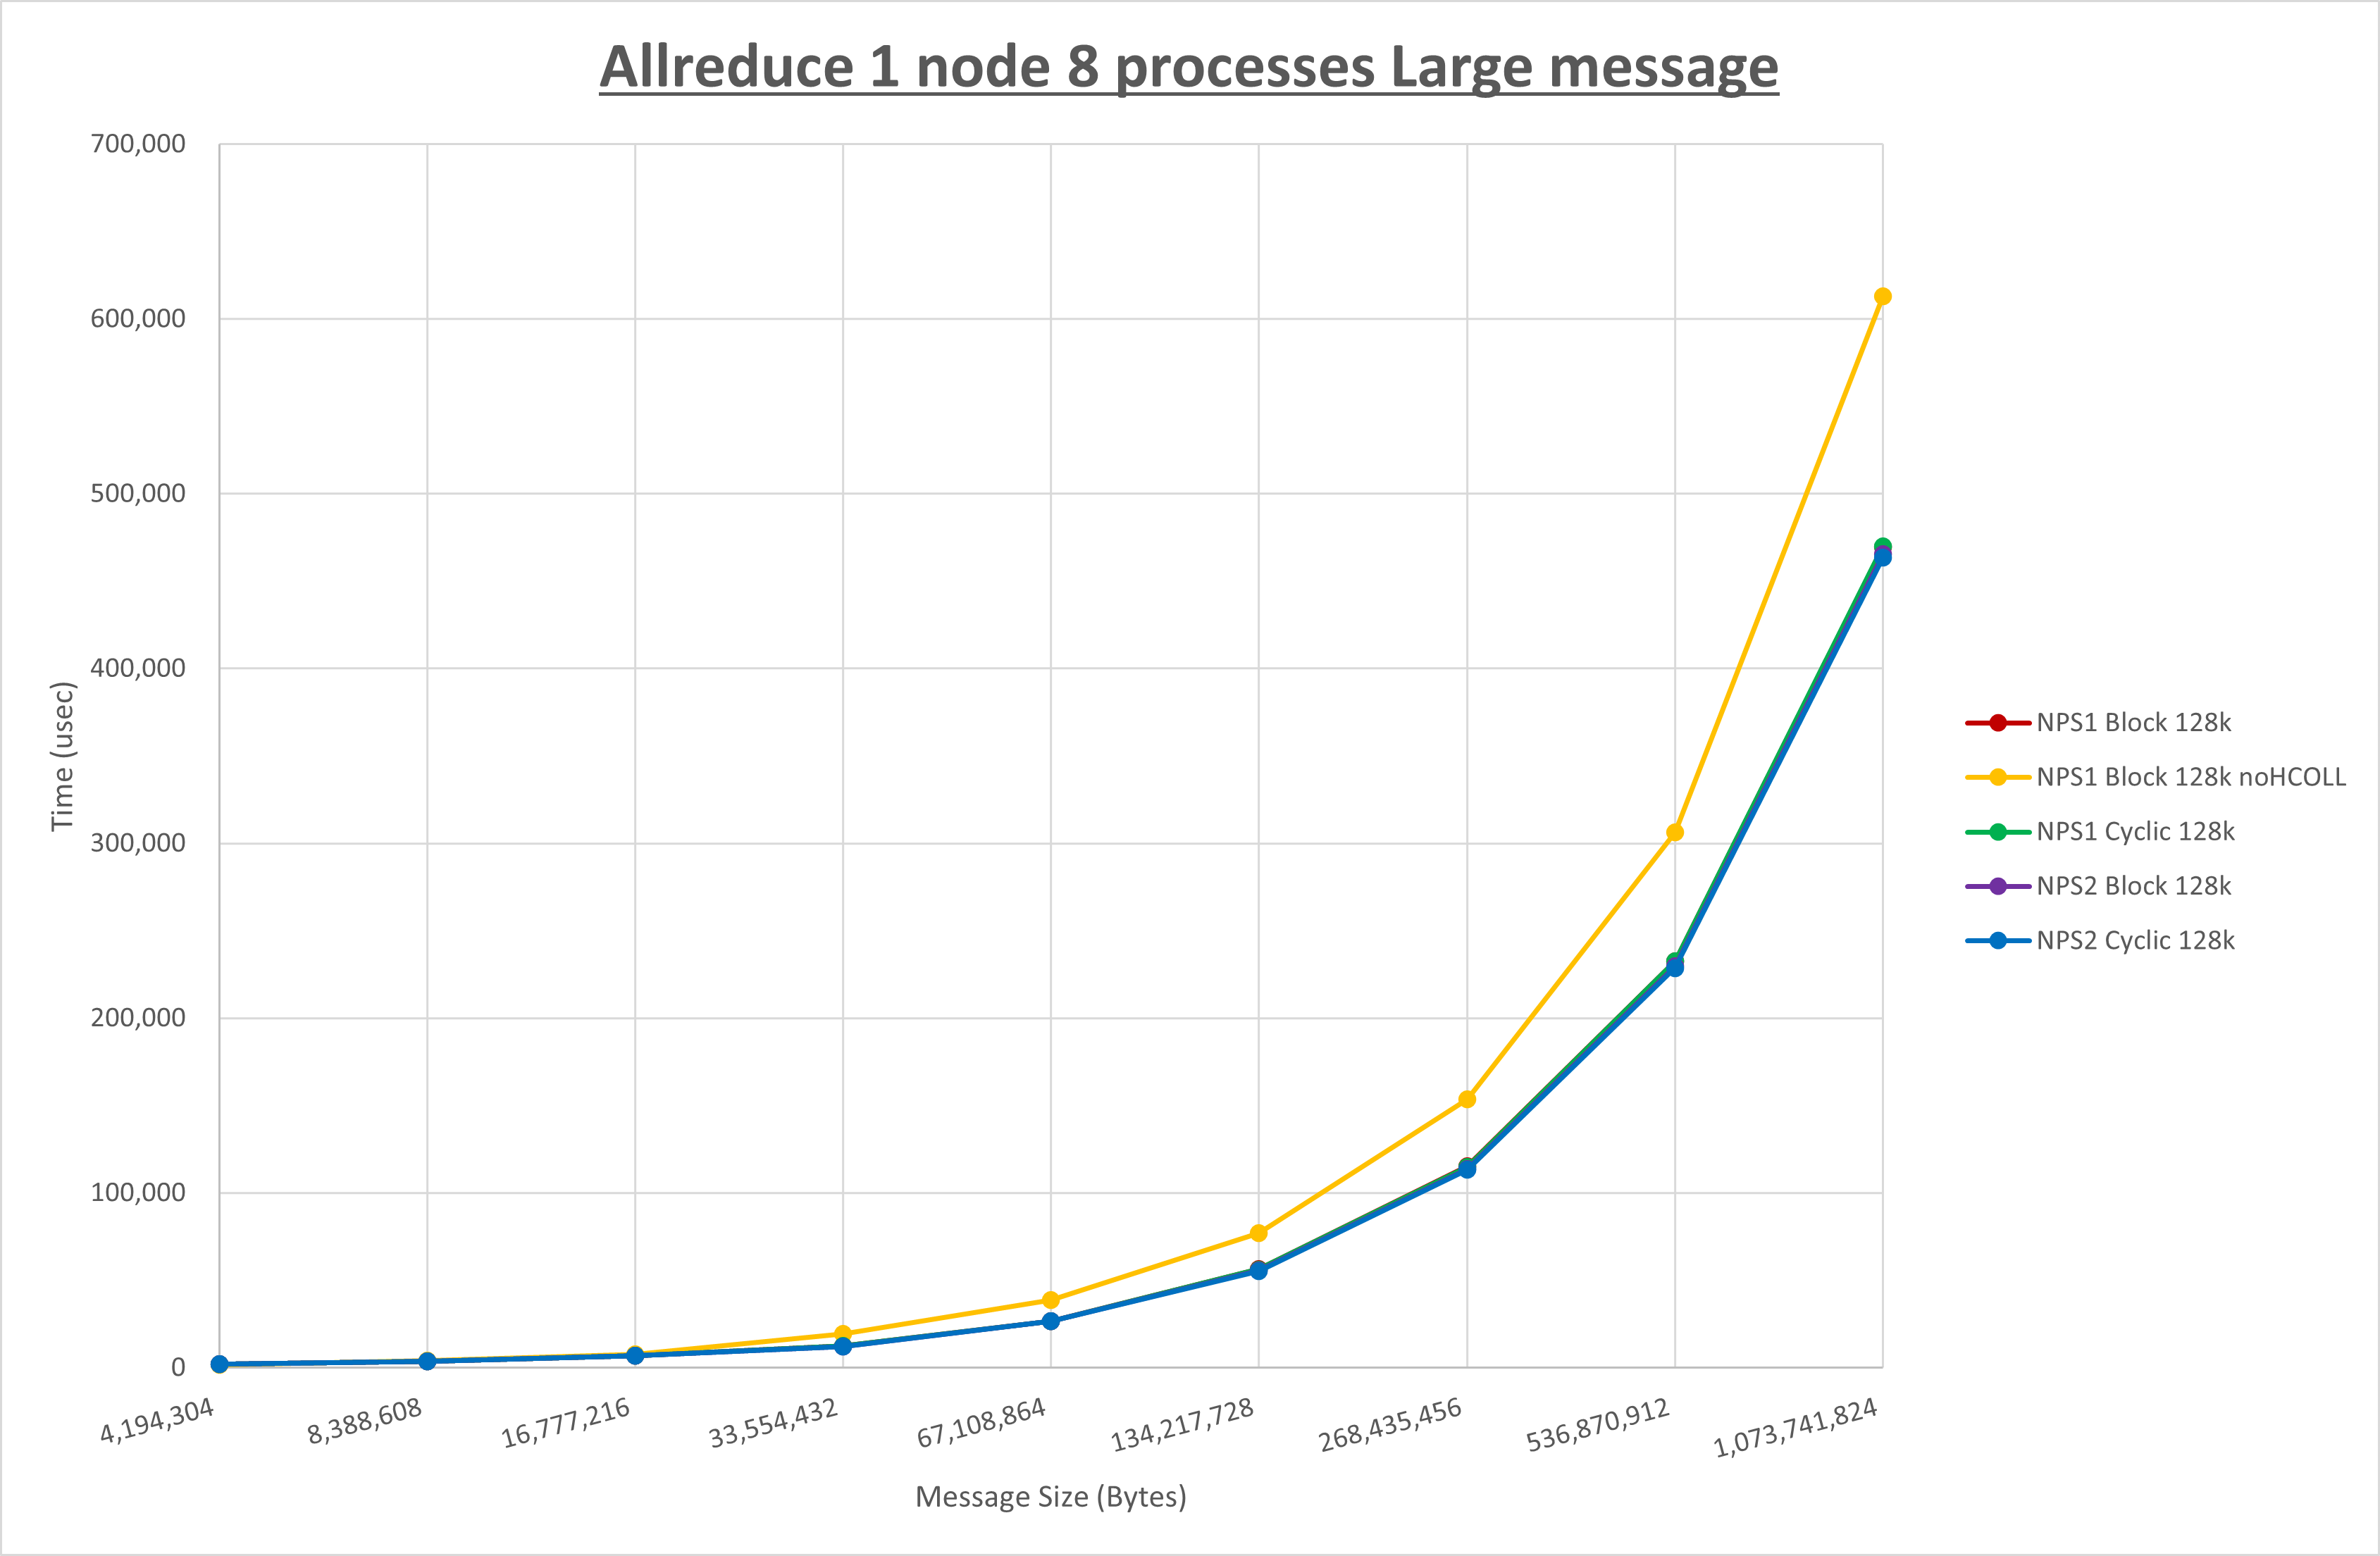 Allreduce 1 node 8 processes Large message
700,000
600,000
500,000
400,000
300,000
200,000
100,000
0
Time (usec)
4,194,304
8,388,608
16,777,216
33,554,432
67,108,864
134,217,728
268,435,456
536,870,912
1,073,741,824
Message Size (Bytes)
NPS1 Block 128k
NPS1 Block 128k noHCOLL
NPS1 Cyclic 128k
NPS2 Block 128k
NPS2 Cyclic 128k